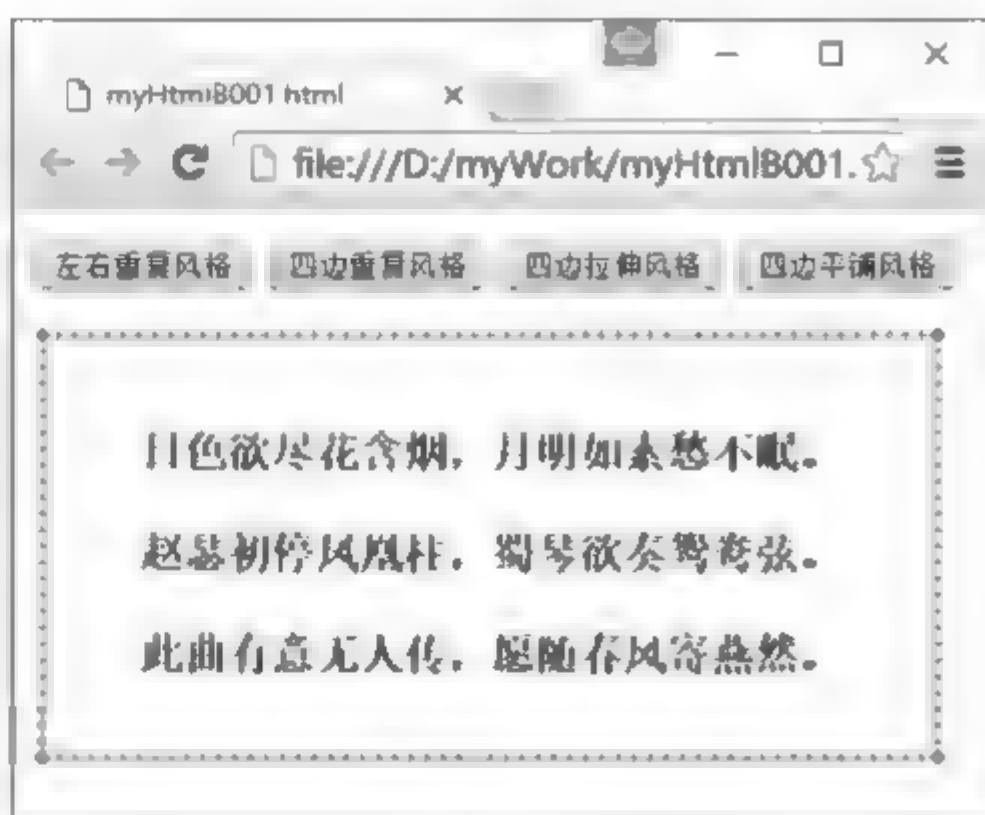 myHtmlB001.html
file:///D:/myWork/myHtmlB001.
左右重复风格 四边重复风格 四边拉伸风格 四边平铺风格
日色欲尽花含烟，月明如素愁不眠。
赵瑟初停凤凰柱，蜀琴欲奏鸳鸯弦。
此曲有意无人传，愿随春风寄燕然。